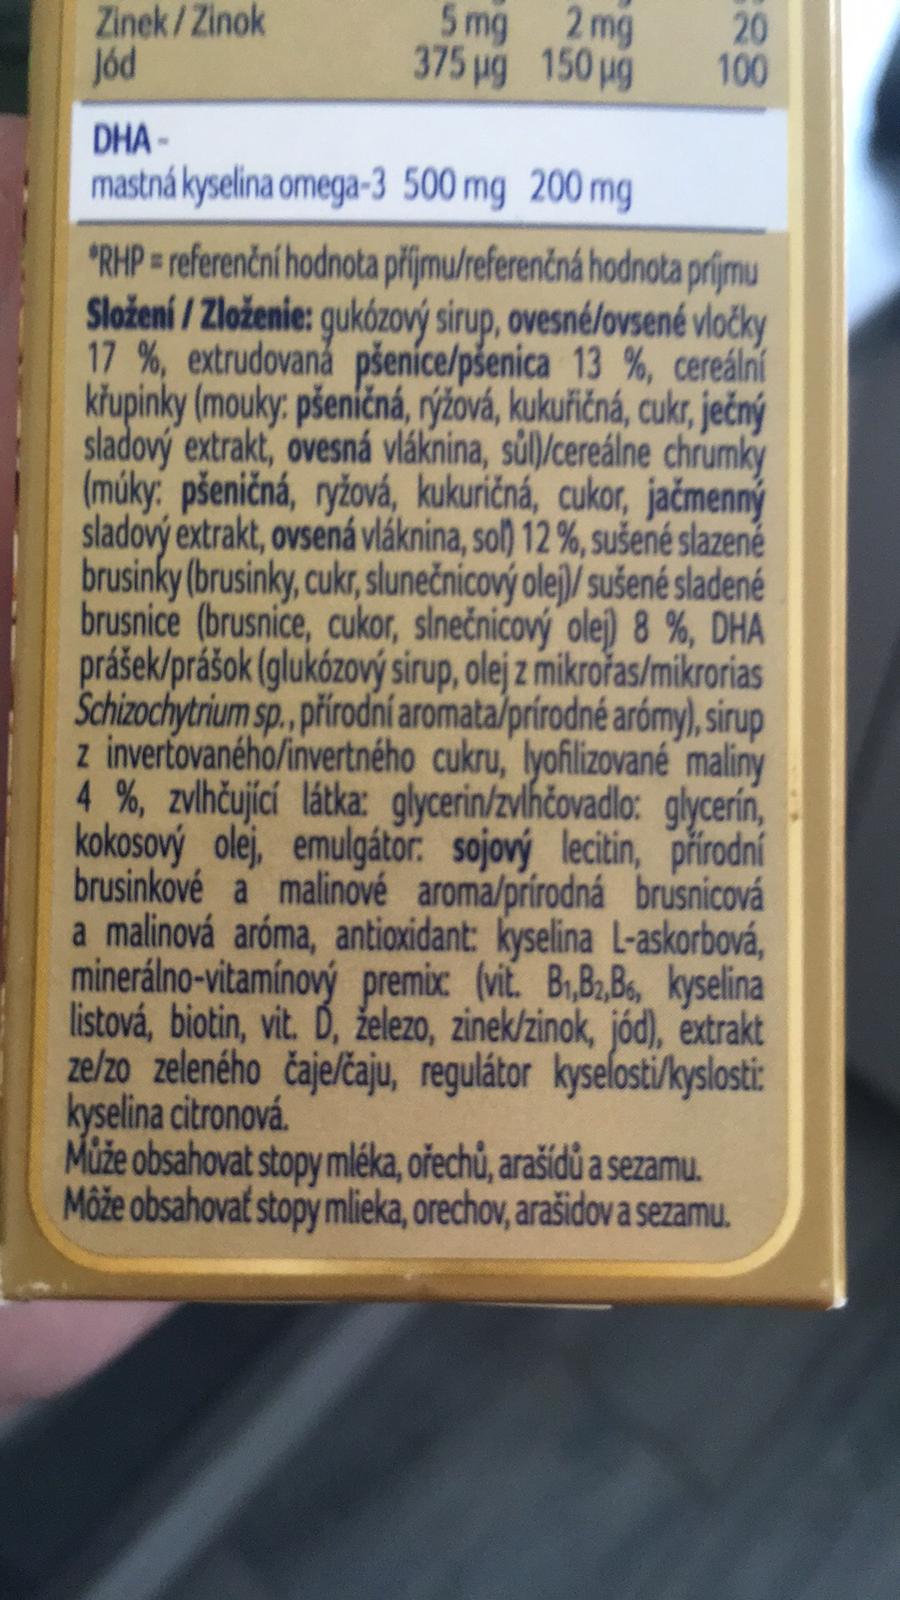 Zinek / Zinok 5 mg 2 mg 20
Jód 375 µg 150 µg 100
DHA -
mastná kyselina omega-3 500 mg 200 mg
*RHP = referenční hodnota příjmu/referenčná hodnota príjmu
Složení / Zloženie: gukózový sirup, ovesné/ovsené vločky
17 %, extrudovaná pšenice/pšenica 13 %, cereální
křupinky (mouky: pšeničná, rýžová, kukuřičná, cukr, ječný
sladový extrakt, ovesná vláknina, sůl)/cereálne chrumky
(múky: pšeničná, ryžová, kukuričná, cukor, jačmenný
sladový extrakt, ovsená vláknina, soľ) 12 %, sušené slazené
brusinky (brusinky, cukr, slunečnicový olej)/ sušené sladené
brusnice (brusnice, cukor, slnečnicový olej) 8 %, DHA
prášek/prášok (glukózový sirup, olej z mikrořas/mikrorias
Schizochytrium sp., přírodní aromata/prírodné arómy), sirup
z invertovaného/invertného cukru, lyofilizované maliny
4 %, zvlhčující látka: glycerin/zvlhčovadlo: glycerín,
kokosový olej, emulgátor: sojový lecitin, přírodní
brusinkové a malinové aroma/prírodná brusnicová
a malinová aróma, antioxidant: kyselina L-askorbová,
minerálno-vitamínový premix: (vit. B1,B2,B6, kyselina
listová, biotin, vit. D, železo, zinek/zinok, jód), extrakt
ze/zo zeleného čaje/čaju, regulátor kyselosti/kyslosti:
kyselina citronová.
Může obsahovat stopy mléka, ořechů, arašídů a sezamu.
Môže obsahovať stopy mlieka, orechov, arašidov a sezamu.